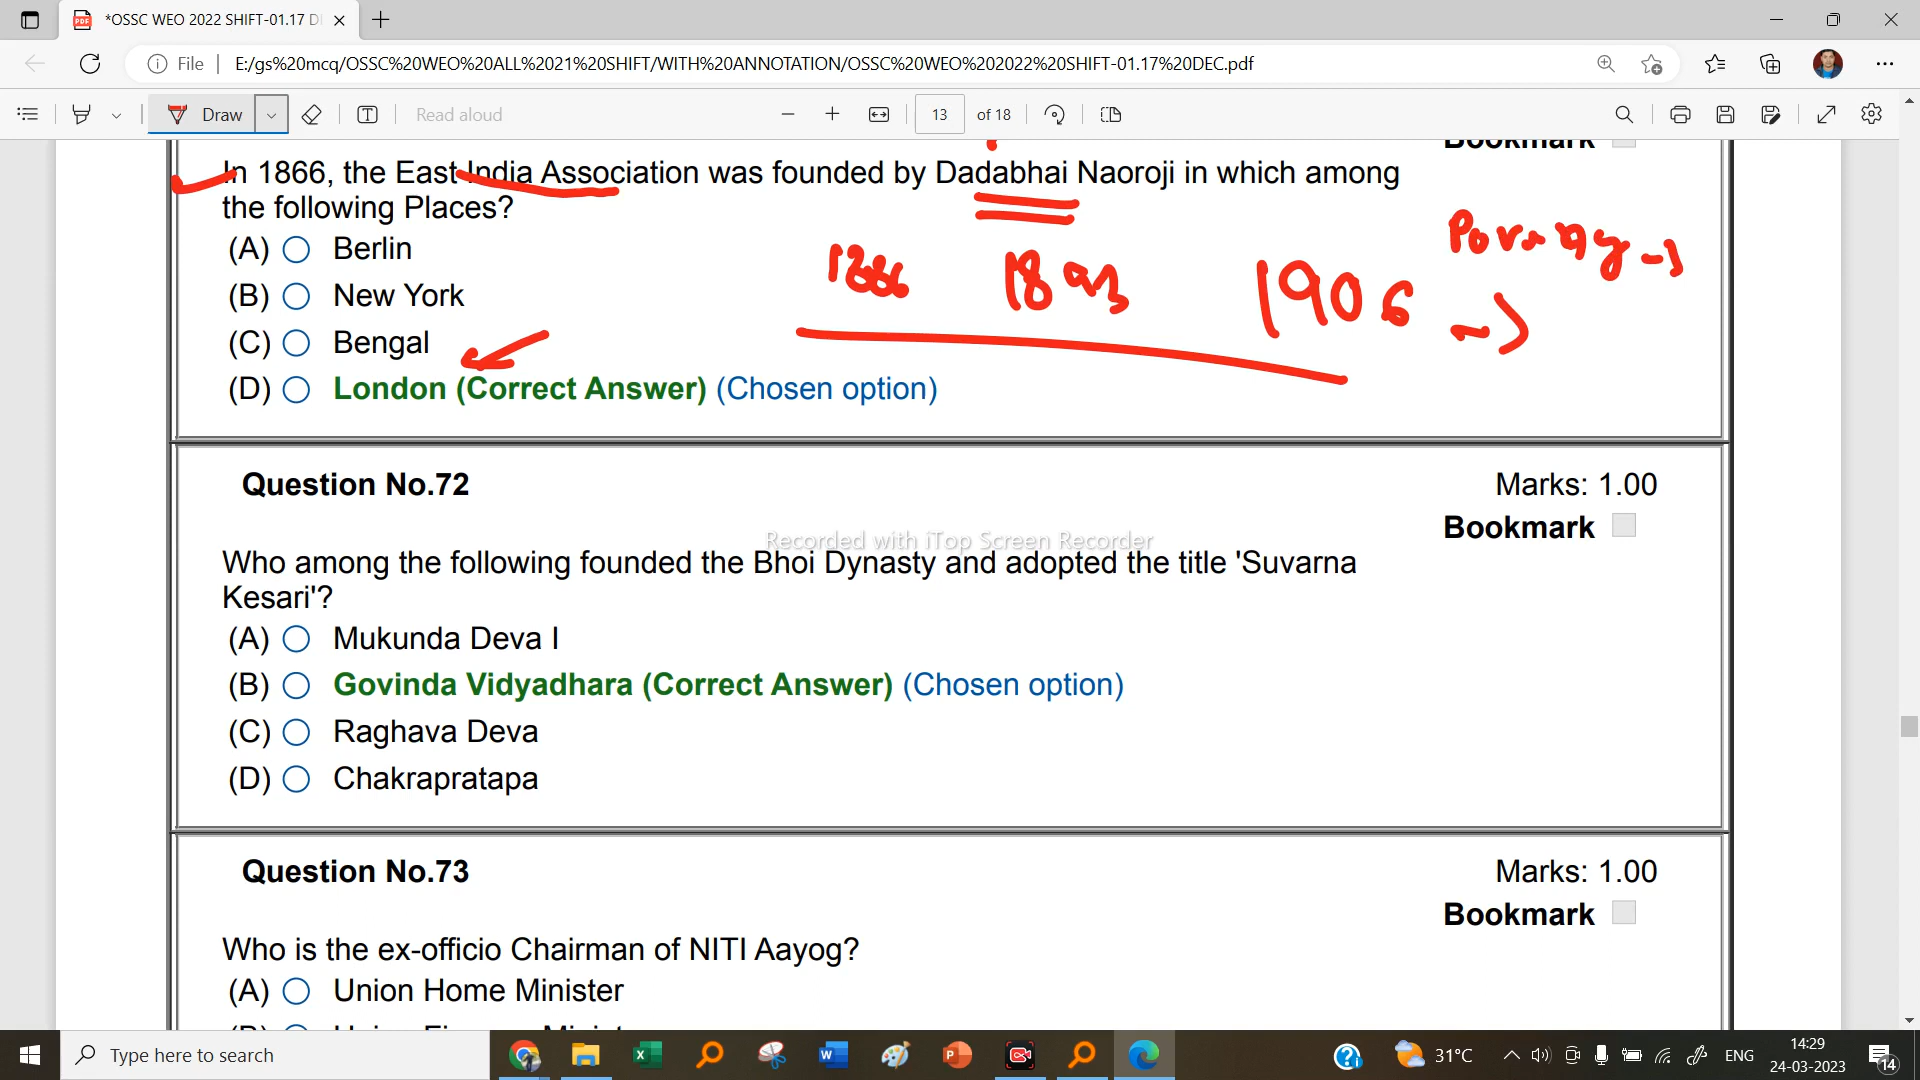 *OSSC WEO 2022 SHIFT-01.17 D
File
E:/gs%20mcq/OSSC%20WEO%20ALL%2021%20SHIFT/WITH%20ANNOTATION/OSSC%20WEO%202022%20SHIFT-01.17%20DEC.pdf
Draw
Read aloud
13 of 18
Bookmark
In 1866, the East India Association was founded by Dadabhai Naoroji in which among
the following Places?
(A) Berlin
(B) New York
(C) Bengal
(D) London (Correct Answer) (Chosen option)
1886 1893 1906
Question No.72
Marks: 1.00
Bookmark
Recorded with iTop Screen Recorder
Who among the following founded the Bhoi Dynasty and adopted the title 'Suvarna
Kesari'?
(A) Mukunda Deva I
(B) Govinda Vidyadhara (Correct Answer) (Chosen option)
(C) Raghava Deva
(D) Chakrapratapa
Question No.73
Marks: 1.00
Bookmark
Who is the ex-officio Chairman of NITI Aayog?
(A) Union Home Minister
Type here to search
31°C
ENG
14:29
24-03-2023
14